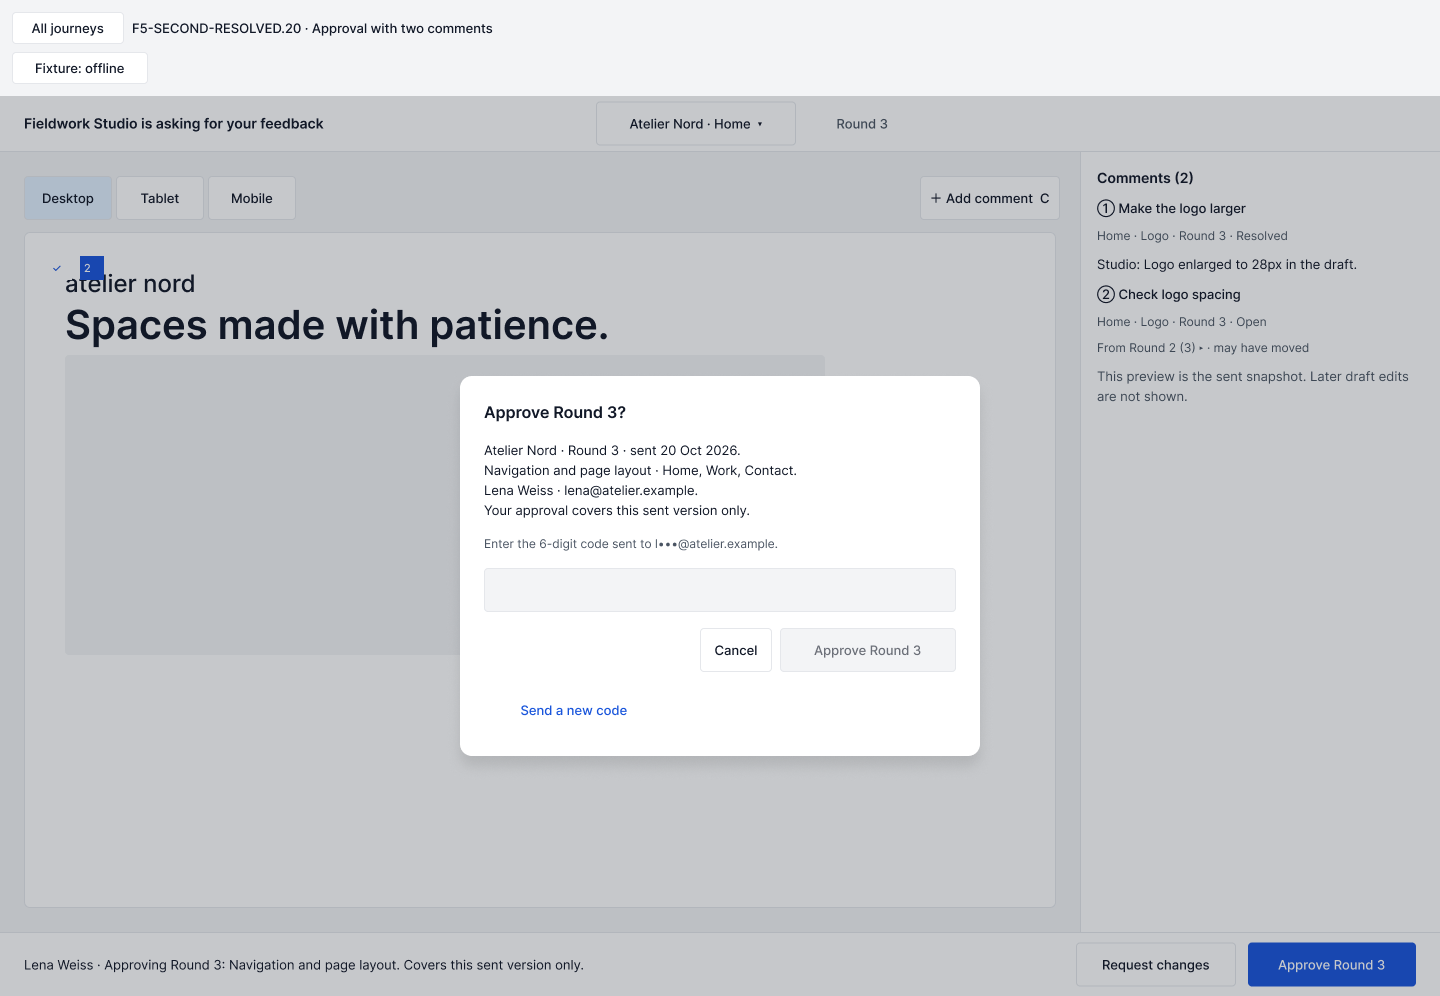 All journeys
F5-SECOND-RESOLVED.20 · Approval with two comments
Fixture: offline
Fieldwork Studio is asking for your feedback
Atelier Nord · Home ▾
Round 3
Desktop
Tablet
Mobile
+ Add comment C
✓
2
atelier nord
Spaces made with patience.
Comments (2)
① Make the logo larger
Home · Logo · Round 3 · Resolved
Studio: Logo enlarged to 28px in the draft.
② Check logo spacing
Home · Logo · Round 3 · Open
From Round 2 (3) ▸ · may have moved
This preview is the sent snapshot. Later draft edits
are not shown.
Approve Round 3?
Atelier Nord · Round 3 · sent 20 Oct 2026.
Navigation and page layout · Home, Work, Contact.
Lena Weiss · lena@atelier.example.
Your approval covers this sent version only.
Enter the 6-digit code sent to l•••@atelier.example.
Cancel
Approve Round 3
Send a new code
Lena Weiss · Approving Round 3: Navigation and page layout. Covers this sent version only.
Request changes
Approve Round 3